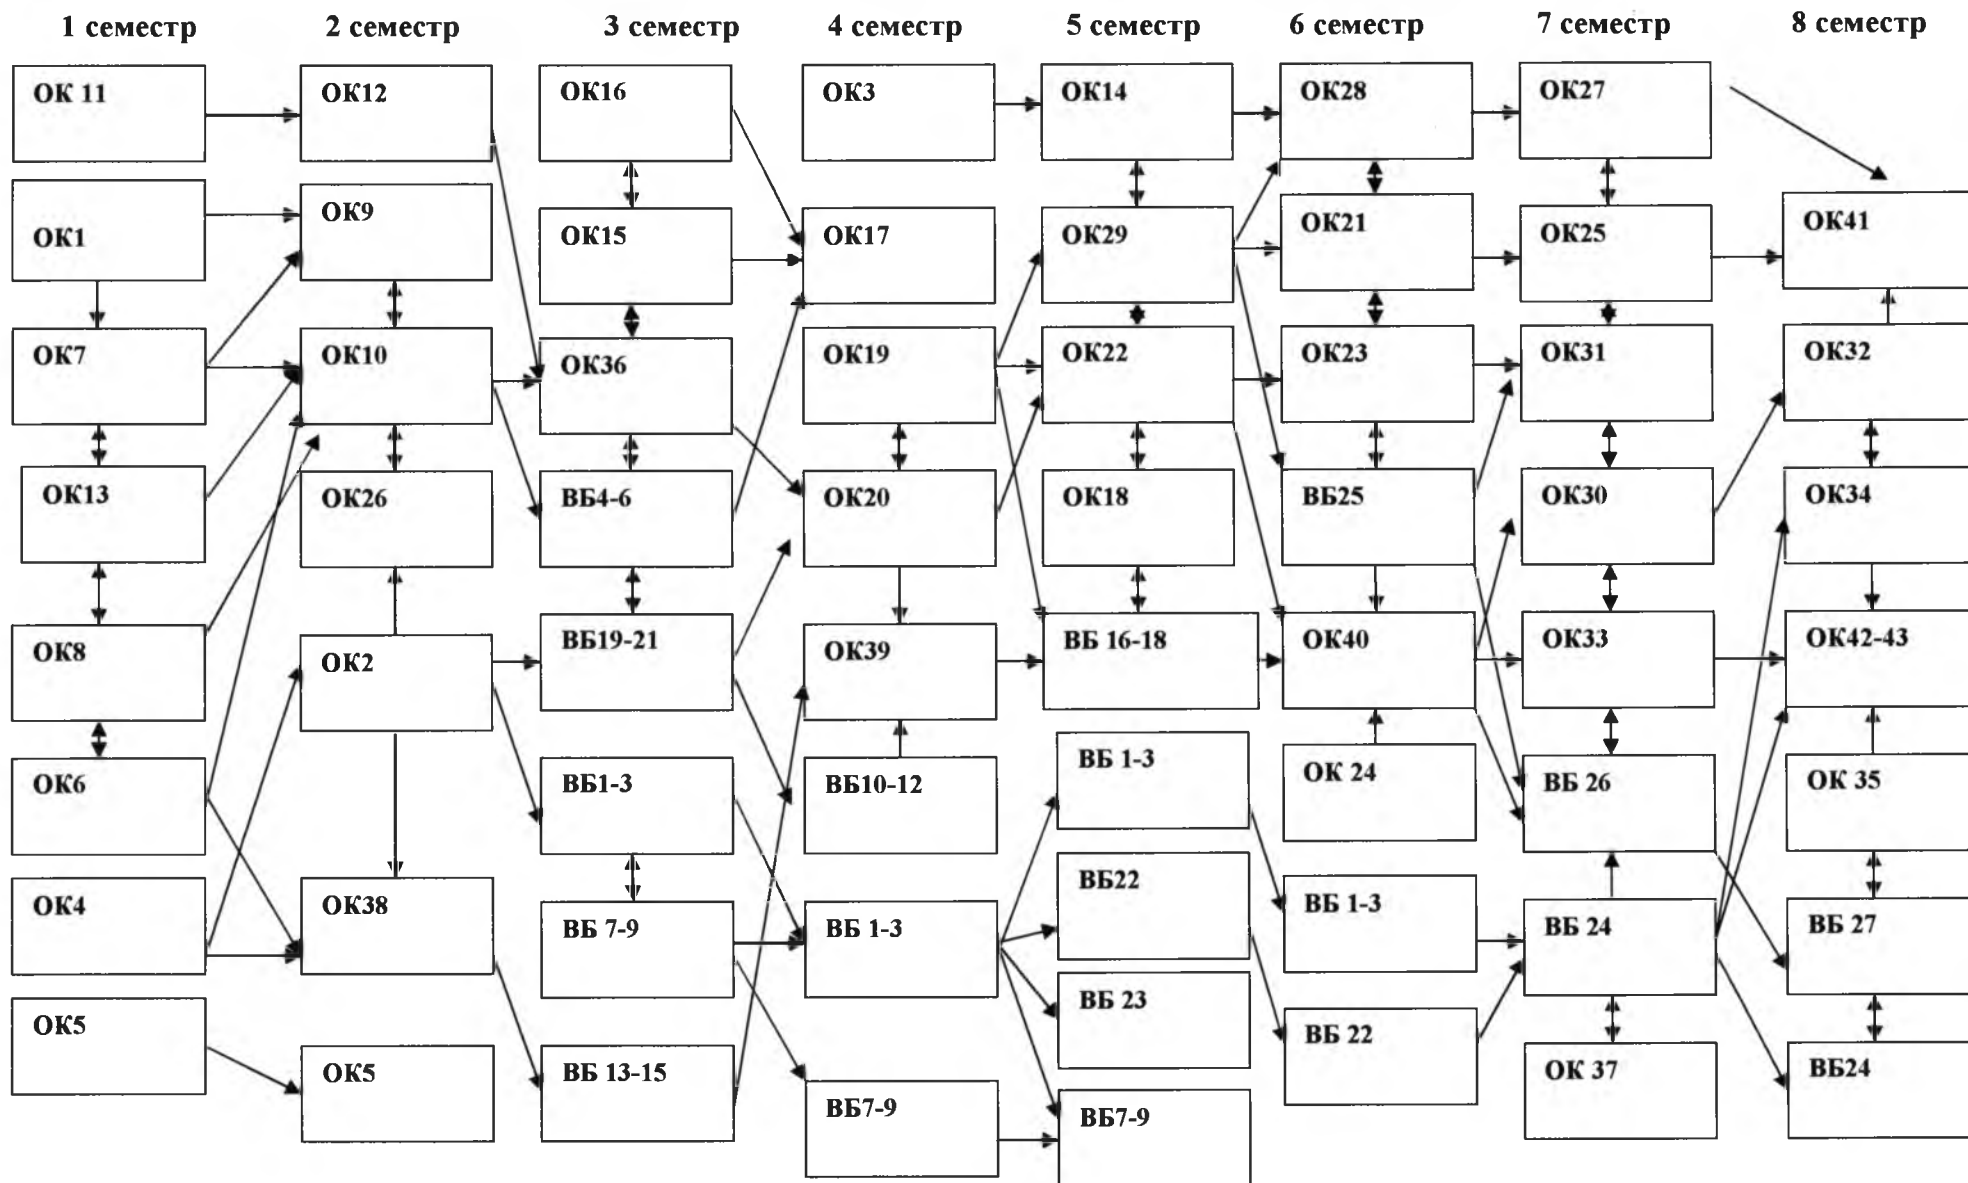 1 семестр 2 семестр 3 семестр 4 семестр 5 семестр 6 семестр 7 семестр 8 семестр
ОК 11 ОК12 ОК16 ОК3 ОК14 ОК28 ОК27
ОК1 ОК9 ОК15 ОК17 ОК29 ОК21 ОК25 ОК41
ОК7 ОК10 ОК36 ОК19 ОК22 ОК23 ОК31 ОК32
ОК13 ОК26 ВБ4-6 ОК20 ОК18 ВБ25 ОК30 ОК34
ОК8 ОК2 ВБ19-21 ОК39 ВБ 16-18 ОК40 ОК33 ОК42-43
ОК6 ВБ1-3 ВБ10-12 ВБ 1-3 ОК 24 ВБ 26 ОК 35
ОК4 ОК38 ВБ 7-9 ВБ 1-3 ВБ22 ВБ 1-3 ВБ 24 ВБ 27
ОК5 ОК5 ВБ 13-15 ВБ7-9 ВБ 23 ВБ 22 ОК 37 ВБ24
ВБ7-9